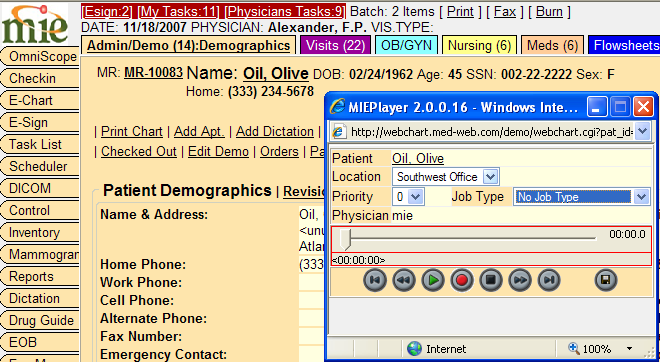 mie
[Esign:2] [My Tasks:11] [Physicians Tasks:9] Batch: 2 Items [ Print ] [ Fax ] [ Burn ]
DATE: 11/18/2007 PHYSICIAN: Alexander, F.P. VIS.TYPE:
Admin/Demo (14):Demographics Visits (22) OB/GYN Nursing (6) Meds (6) Flowsheets
OmniScope
Checkin
E-Chart
E-Sign
Task List
Scheduler
DICOM
Control
Inventory
Mammogram
Reports
Dictation
Drug Guide
EOB
MR: MR-10083 Name: Oil, Olive DOB: 02/24/1962 Age: 45 SSN: 002-22-2222 Sex: F
Home: (333) 234-5678
| Print Chart | Add Apt. | Add Dictation |
| Checked Out | Edit Demo | Orders | Pa
Patient Demographics | Revisio
Name & Address: Oil,
<unu
Atlan
Home Phone: (333
Work Phone:
Cell Phone:
Alternate Phone:
Fax Number:
Emergency Contact:
MIEPlayer 2.0.0.16 - Windows Inte...
http://webchart.med-web.com/demo/webchart.cgi?pat_id=
Patient Oil, Olive
Location Southwest Office
Priority 0 Job Type No Job Type
Physician mie
00:00.0
<00:00:00>
Internet 100%